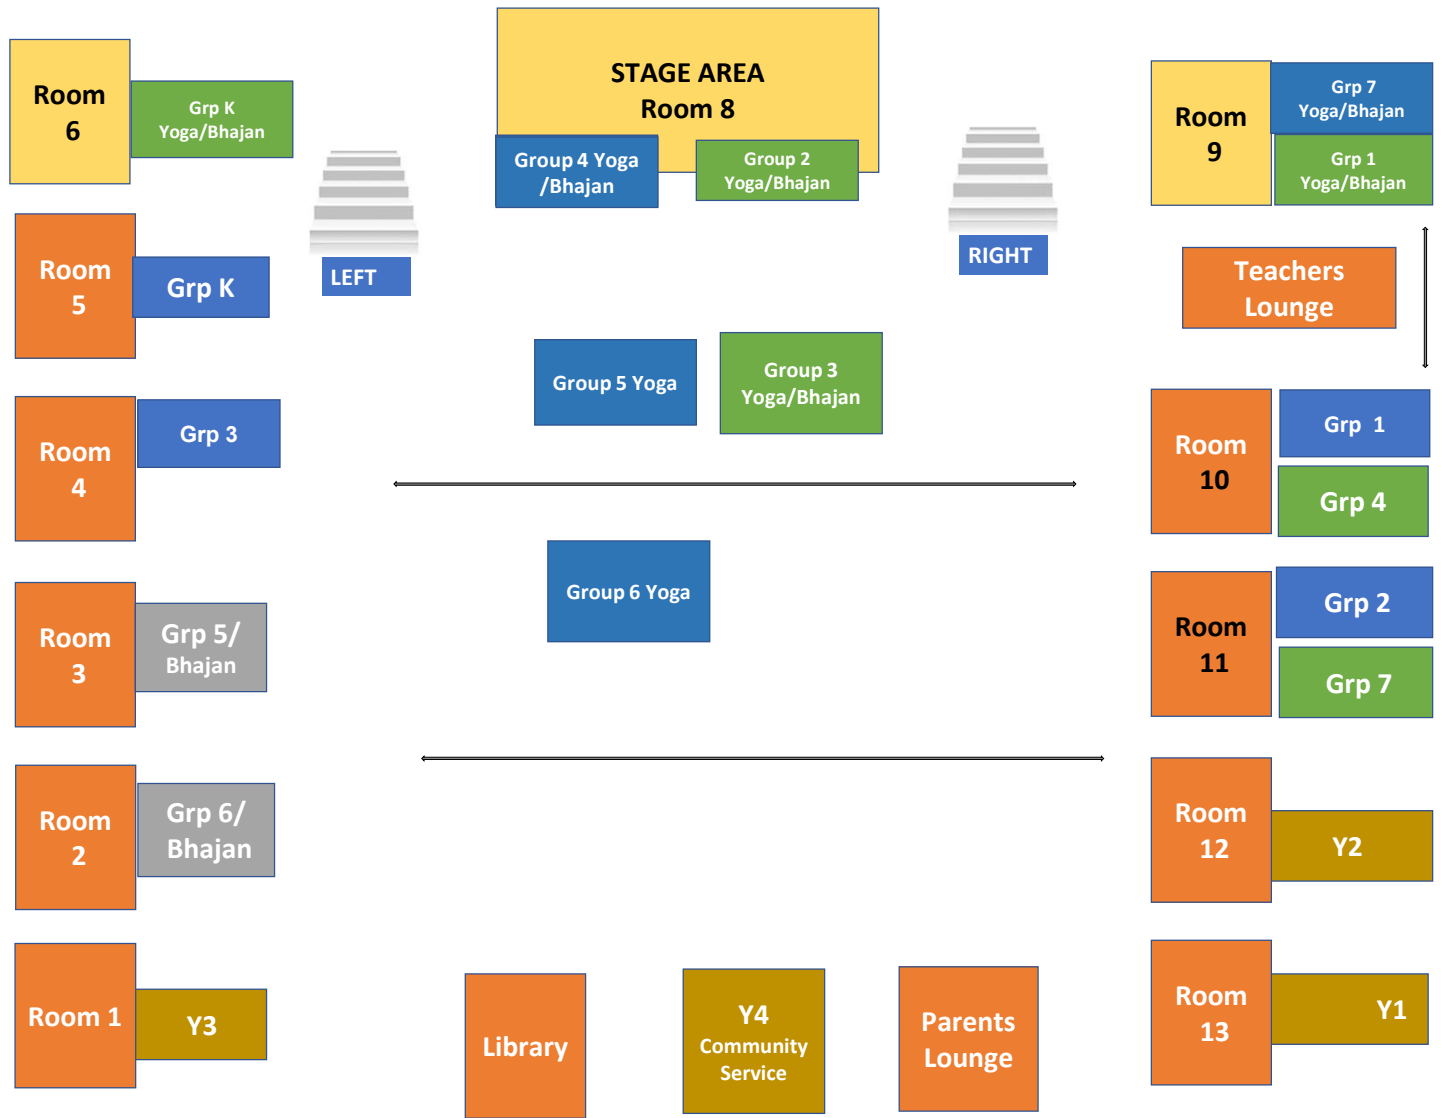 Room
6
Grp K
Yoga/Bhajan
STAGE AREA
Room 8
Group 4 Yoga
/Bhajan
Group 2
Yoga/Bhajan
Room
9
Grp 7
Yoga/Bhajan
Grp 1
Yoga/Bhajan
LEFT
RIGHT
Room
5
Grp K
Teachers
Lounge
Group 5 Yoga
Group 3
Yoga/Bhajan
Room
4
Grp 3
Room
10
Grp 1
Grp 4
Group 6 Yoga
Room
3
Grp 5/
Bhajan
Room
11
Grp 2
Grp 7
Room
2
Grp 6/
Bhajan
Room
12
Y2
Room 1
Y3
Library
Y4
Community
Service
Parents
Lounge
Room
13
Y1